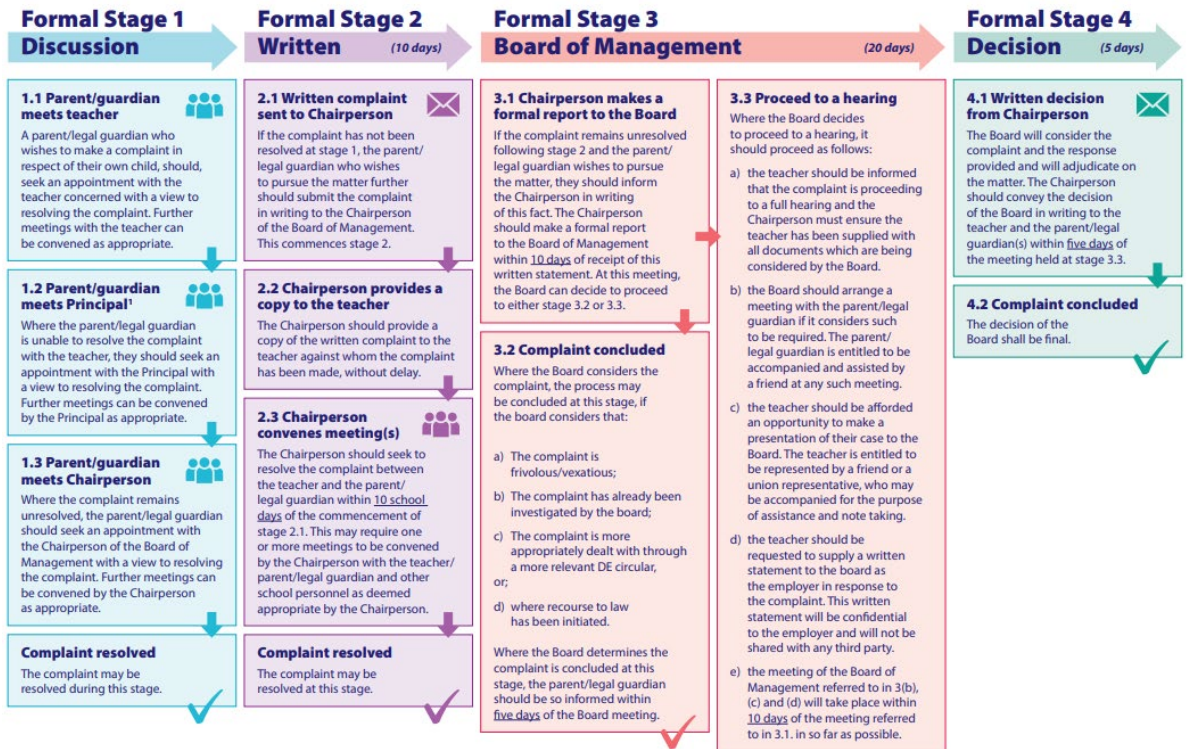 Formal Stage 1
Discussion
1.1 Parent/guardian
meets teacher
A parent/legal guardian who
wishes to make a complaint in
respect of their own child, should,
seek an appointment with the
teacher concerned with a view to
resolving the complaint. Further
meetings with the teacher can
be convened as appropriate.
1.2 Parent/guardian
meets Principal¹
Where the parent/legal guardian
is unable to resolve the complaint
with the teacher, they should seek an
appointment with the Principal with
a view to resolving the complaint.
Further meetings can be convened
by the Principal as appropriate.
1.3 Parent/guardian
meets Chairperson
Where the complaint remains
unresolved, the parent/legal guardian
should seek an appointment with
the Chairperson of the Board of
Management with a view to resolving
the complaint. Further meetings can
be convened by the Chairperson
as appropriate.
Complaint resolved
The complaint may be
resolved during this stage.
Formal Stage 2
Written (10 days)
2.1 Written complaint
sent to Chairperson
If the complaint has not been
resolved at stage 1, the parent/
legal guardian who wishes
to pursue the matter further
should submit the complaint
in writing to the Chairperson
of the Board of Management.
This commences stage 2.
2.2 Chairperson provides a
copy to the teacher
The Chairperson should provide a
copy of the written complaint to the
teacher against whom the complaint
has been made, without delay.
2.3 Chairperson
convenes meeting(s)
The Chairperson should seek to
resolve the complaint between
the teacher and the parent/
legal guardian within 10 school
days of the commencement of
stage 2.1. This may require one
or more meetings to be convened
by the Chairperson with the teacher/
parent/legal guardian and other
school personnel as deemed
appropriate by the Chairperson.
Complaint resolved
The complaint may be
resolved at this stage.
Formal Stage 3
Board of Management (20 days)
3.1 Chairperson makes a
formal report to the Board
If the complaint remains unresolved
following stage 2 and the parent/
legal guardian wishes to pursue
the matter, they should inform
the Chairperson in writing
of this fact. The Chairperson
should make a formal report
to the Board of Management
within 10 days of receipt of this
written statement. At this meeting,
the Board can decide to proceed
to either stage 3.2 or 3.3.
3.2 Complaint concluded
Where the Board considers the
complaint, the process may
be concluded at this stage, if
the board considers that:
a) The complaint is
frivolous/vexatious;
b) The complaint has already been
investigated by the board;
c) The complaint is more
appropriately dealt with through
a more relevant DE circular,
or;
d) where recourse to law
has been initiated.
Where the Board determines the
complaint is concluded at this
stage, the parent/legal guardian
should be so informed within
five days of the Board meeting.
3.3 Proceed to a hearing
Where the Board decides
to proceed to a hearing, it
should proceed as follows:
a) the teacher should be informed
that the complaint is proceeding
to a full hearing and the
Chairperson must ensure the
teacher has been supplied with
all documents which are being
considered by the Board.
b) the Board should arrange a
meeting with the parent/legal
guardian if it considers such
to be required. The parent/
legal guardian is entitled to be
accompanied and assisted by
a friend at any such meeting.
c) the teacher should be afforded
an opportunity to make a
presentation of their case to the
Board. The teacher is entitled to
be represented by a friend or a
union representative, who may
be accompanied for the purpose
of assistance and note taking.
d) the teacher should be
requested to supply a written
statement to the board as
the employer in response to
the complaint. This written
statement will be confidential
to the employer and will not be
shared with any third party.
e) the meeting of the Board of
Management referred to in 3(b),
(c) and (d) will take place within
10 days of the meeting referred
to in 3.1. in so far as possible.
Formal Stage 4
Decision (5 days)
4.1 Written decision
from Chairperson
The Board will consider the
complaint and the response
provided and will adjudicate on
the matter. The Chairperson
should convey the decision
of the Board in writing to the
teacher and the parent/legal
guardian(s) within five days of
the meeting held at stage 3.3.
4.2 Complaint concluded
The decision of the
Board shall be final.